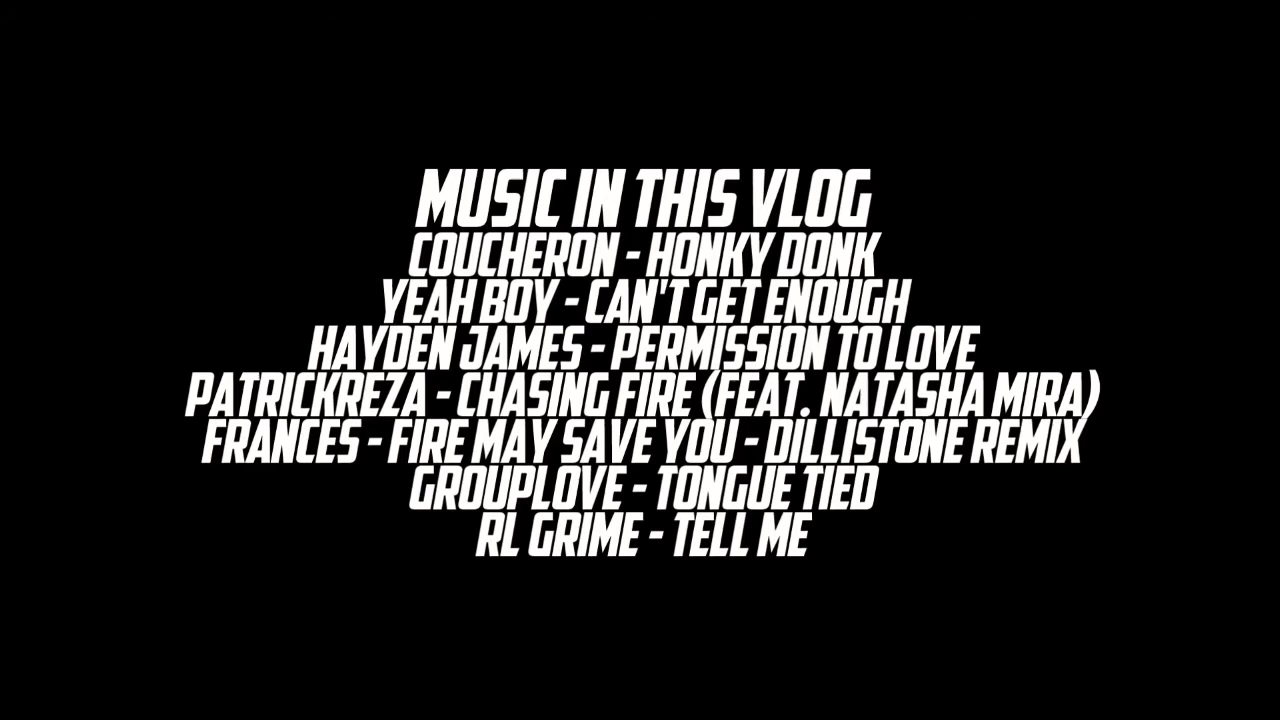 MUSIC IN THIS VLOG
COUCHERON - HONKY DONK
YEAH BOY - CAN'T GET ENOUGH
HAYDEN JAMES - PERMISSION TO LOVE
PATRICKREZA - CHASING FIRE (FEAT. NATASHA MIRA)
FRANCES - FIRE MAY SAVE YOU - DILLISTONE REMIX
GROUPLOVE - TONGUE TIED
RL GRIME - TELL ME